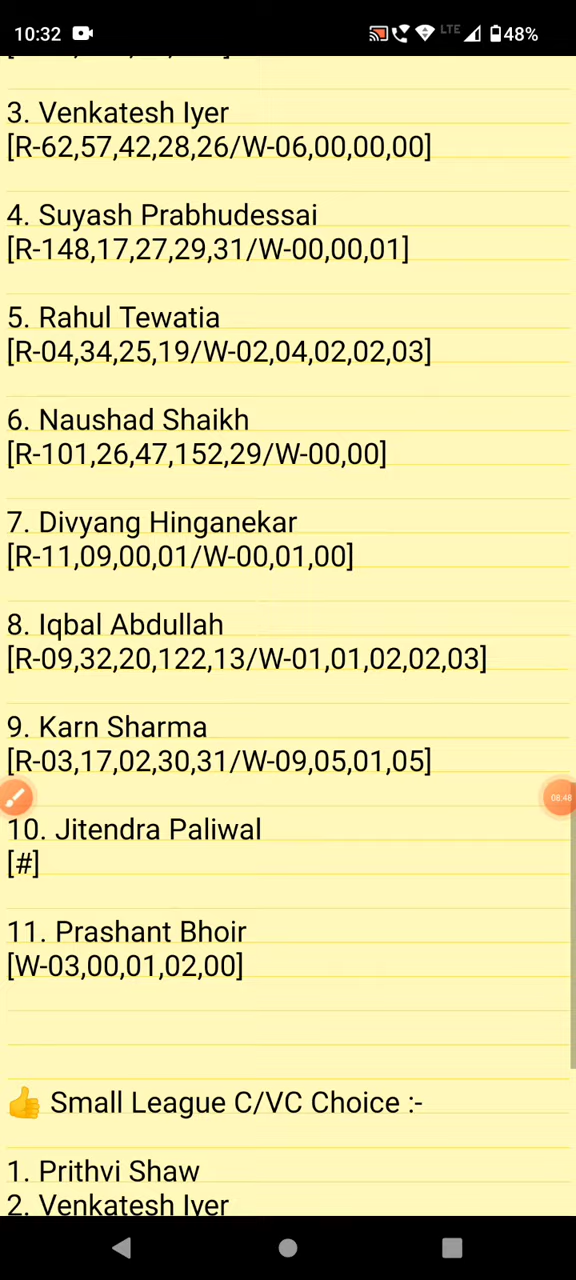 10:32
LTE
48%
3. Venkatesh Iyer
[R-62,57,42,28,26/W-06,00,00,00]
4. Suyash Prabhudessai
[R-148,17,27,29,31/W-00,00,01]
5. Rahul Tewatia
[R-04,34,25,19/W-02,04,02,02,03]
6. Naushad Shaikh
[R-101,26,47,152,29/W-00,00]
7. Divyang Hinganekar
[R-11,09,00,01/W-00,01,00]
8. Iqbal Abdullah
[R-09,32,20,122,13/W-01,01,02,02,03]
9. Karn Sharma
[R-03,17,02,30,31/W-09,05,01,05]
08:48
10. Jitendra Paliwal
[#]
11. Prashant Bhoir
[W-03,00,01,02,00]
👍 Small League C/VC Choice :-
1. Prithvi Shaw
2. Venkatesh Iyer